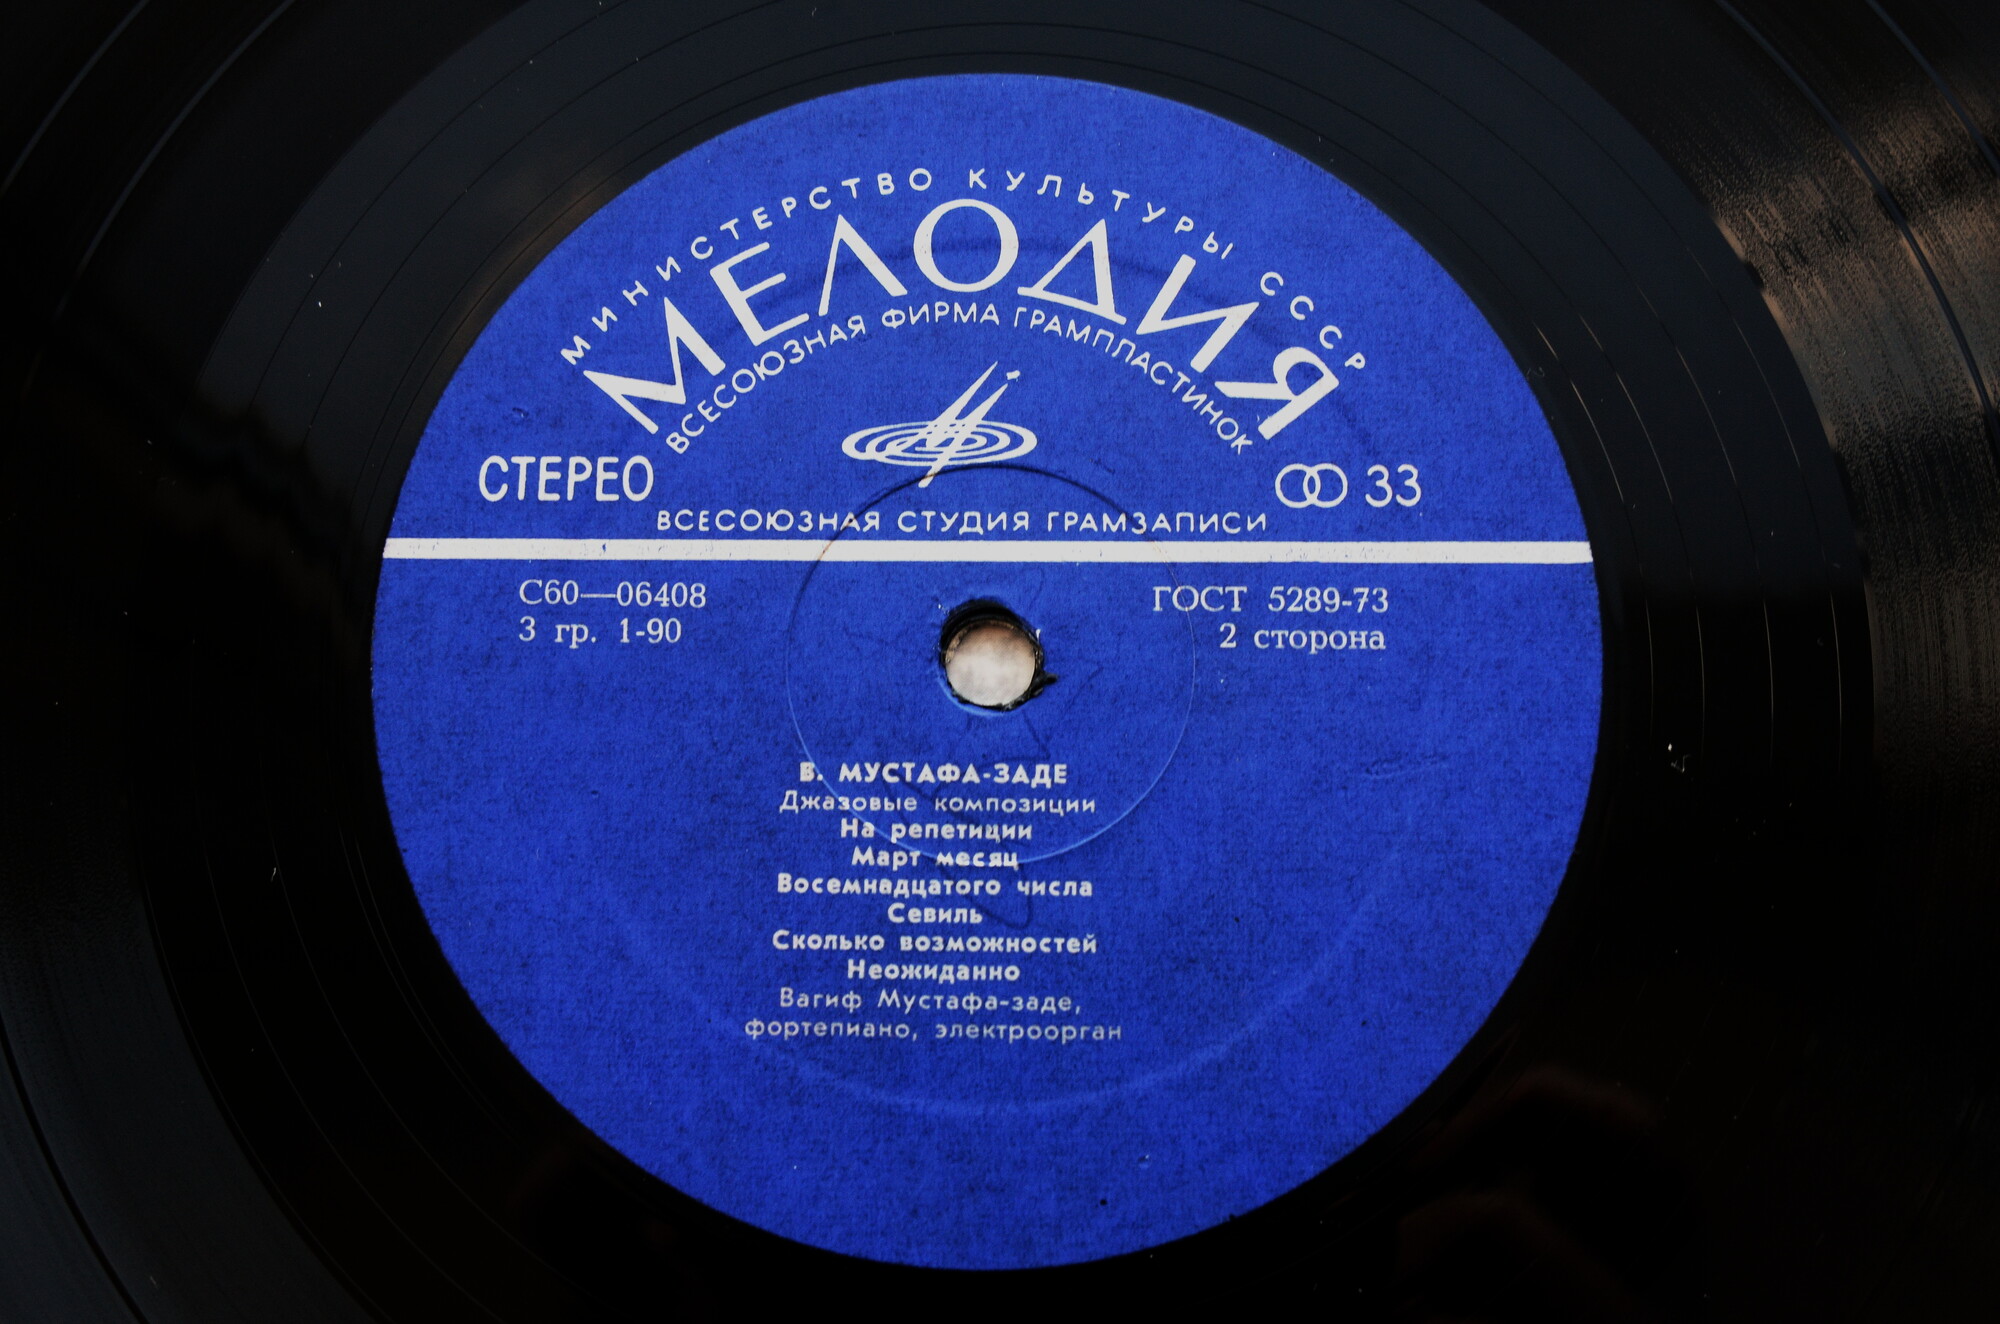 МИНИСТЕРСТВО КУЛЬТУРЫ СССР
МЕЛОДИЯ
ВСЕСОЮЗНАЯ ФИРМА ГРАМПЛАСТИНОК
СТЕРЕО
33
ВСЕСОЮЗНАЯ СТУДИЯ ГРАМЗАПИСИ
С60—06408
ГОСТ 5289-73
3 гр. 1-90
2 сторона
В. МУСТАФА-ЗАДЕ
Джазовые композиции
На репетиции
Март месяц
Восемнадцатого числа
Севиль
Сколько возможностей
Неожиданно
Вагиф Мустафа-заде,
фортепиано, электроорган